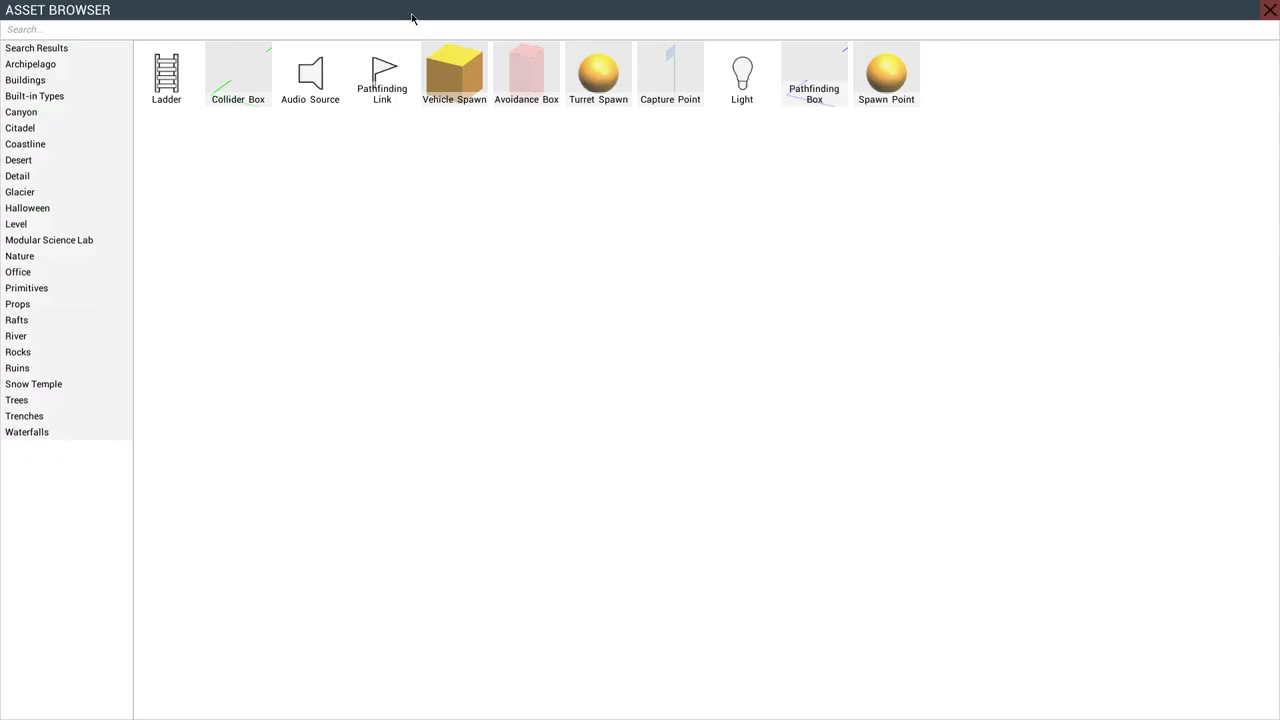 ASSET BROWSER
Search...
Search Results
Archipelago
Buildings
Built-in Types
Canyon
Citadel
Coastline
Desert
Detail
Glacier
Halloween
Level
Modular Science Lab
Nature
Office
Primitives
Props
Rafts
River
Rocks
Ruins
Snow Temple
Trees
Trenches
Waterfalls
Ladder
Collider Box
Audio Source
Pathfinding
Link
Vehicle Spawn
Avoidance Box
Turret Spawn
Capture Point
Light
Pathfinding
Box
Spawn Point